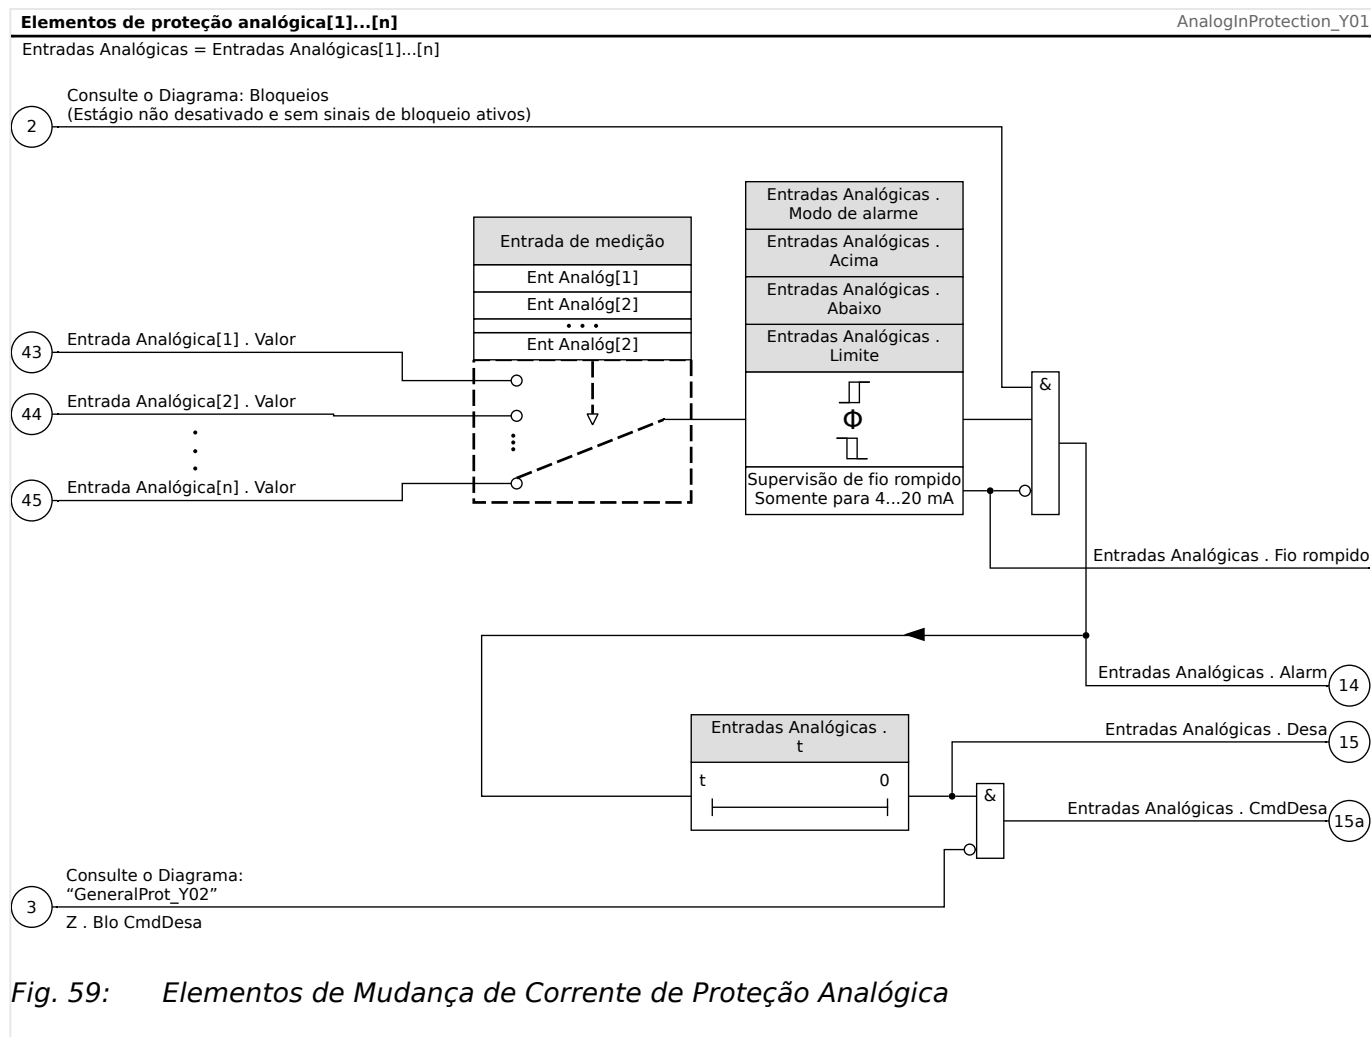 Elementos de proteção analógica[1]...[n]
AnalogInProtection_Y01
Entradas Analógicas = Entradas Analógicas[1]...[n]
Consulte o Diagrama: Bloqueios
(Estágio não desativado e sem sinais de bloqueio ativos)
2
Entradas Analógicas .
Modo de alarme
Entradas Analógicas .
Acima
Entradas Analógicas .
Abaixo
Entradas Analógicas .
Limite
Φ
Supervisão de fio rompido
Somente para 4...20 mA
Entrada de medição
Ent Analóg[1]
Ent Analóg[2]
• • •
Ent Analóg[2]
43
Entrada Analógica[1] . Valor
44
Entrada Analógica[2] . Valor
45
Entrada Analógica[n] . Valor
&
Entradas Analógicas . Fio rompido
Entradas Analógicas . Alarm
14
Entradas Analógicas .
t
t 0
Entradas Analógicas . Desa
15
&
Entradas Analógicas . CmdDesa
15a
Consulte o Diagrama:
“GeneralProt_Y02”
3
Z . Blo CmdDesa
Fig. 59: Elementos de Mudança de Corrente de Proteção Analógica